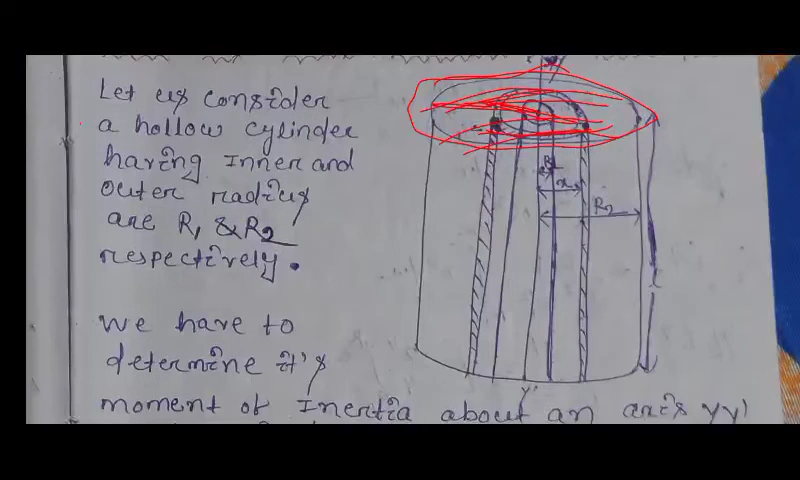 Let us consider
a hollow cylinder
having Inner and
outer radius
are R1 & R2
respectively.
R2
x
We have to
determine it's
moment of Inertia about an axis YY'
Y'